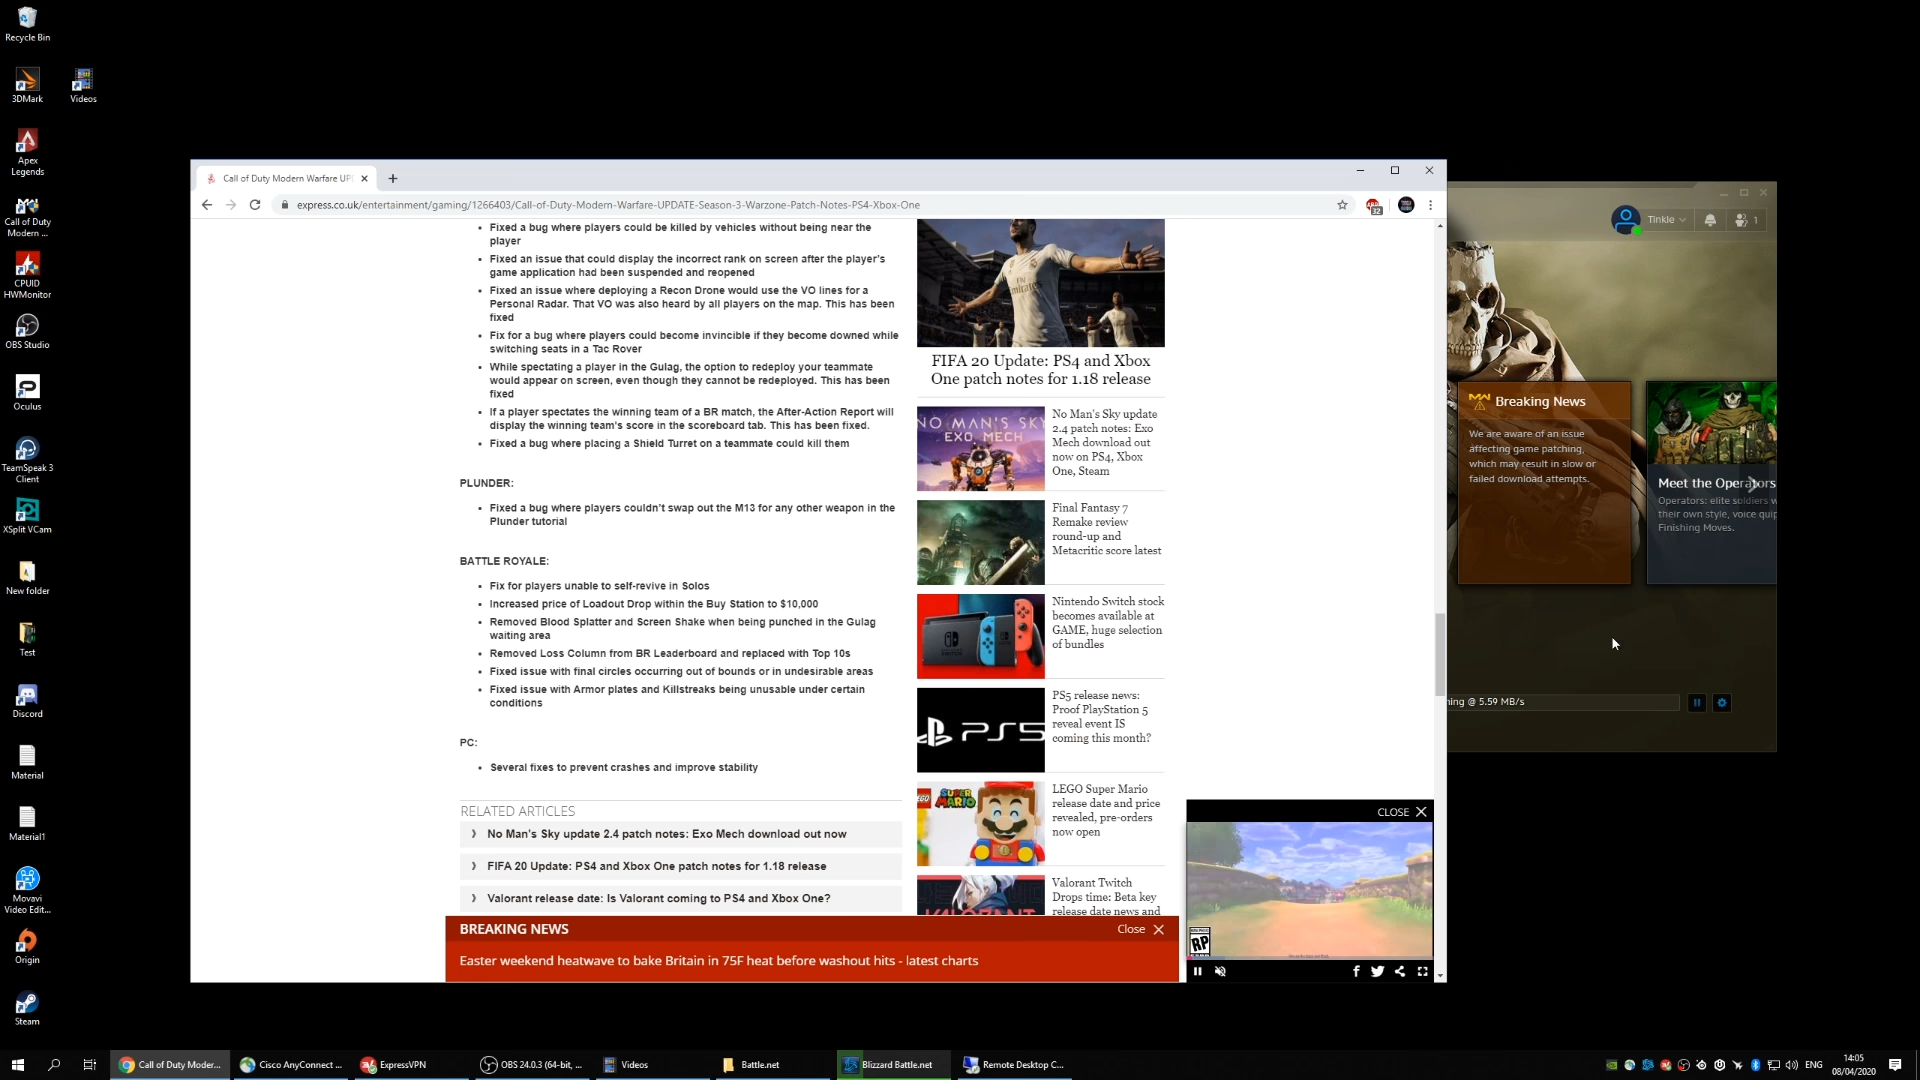 Recycle Bin
3DMark
Videos
Apex
Legends
Call of Duty
Modern ...
CPUID
HWMonitor
OBS Studio
Oculus
TeamSpeak 3
Client
XSplit VCam
New folder
Test
Discord
Material
Material1
Movavi
Video Edit...
Origin
Steam
Call of Duty Modern Warfare UP
express.co.uk/entertainment/gaming/1266403/Call-of-Duty-Modern-Warfare-UPDATE-Season-3-Warzone-Patch-Notes-PS4-Xbox-One
32
Fixed a bug where players could be killed by vehicles without being near the
player
Fixed an issue that could display the incorrect rank on screen after the player's
game application had been suspended and reopened
Fixed an issue where deploying a Recon Drone would use the VO lines for a
Personal Radar. That VO was also heard by all players on the map. This has been
fixed
Fix for a bug where players could become invincible if they become downed while
switching seats in a Tac Rover
While spectating a player in the Gulag, the option to redeploy your teammate
would appear on screen, even though they cannot be redeployed. This has been
fixed
If a player spectates the winning team of a BR match, the After-Action Report will
display the winning team's score in the scoreboard tab. This has been fixed.
Fixed a bug where placing a Shield Turret on a teammate could kill them
PLUNDER:
Fixed a bug where players couldn't swap out the M13 for any other weapon in the
Plunder tutorial
BATTLE ROYALE:
Fix for players unable to self-revive in Solos
Increased price of Loadout Drop within the Buy Station to $10,000
Removed Blood Splatter and Screen Shake when being punched in the Gulag
waiting area
Removed Loss Column from BR Leaderboard and replaced with Top 10s
Fixed issue with final circles occurring out of bounds or in undesirable areas
Fixed issue with Armor plates and Killstreaks being unusable under certain
conditions
PC:
Several fixes to prevent crashes and improve stability
RELATED ARTICLES
No Man's Sky update 2.4 patch notes: Exo Mech download out now
FIFA 20 Update: PS4 and Xbox One patch notes for 1.18 release
Valorant release date: Is Valorant coming to PS4 and Xbox One?
FIFA 20 Update: PS4 and Xbox
One patch notes for 1.18 release
NO MAN'S SKY
EXO MECH
No Man's Sky update
2.4 patch notes: Exo
Mech download out
now on PS4, Xbox
One, Steam
Final Fantasy 7
Remake review
round-up and
Metacritic score latest
Nintendo Switch stock
becomes available at
GAME, huge selection
of bundles
PS5
PS5 release news:
Proof PlayStation 5
reveal event IS
coming this month?
SUPER
MARIO
LEGO Super Mario
release date and price
revealed, pre-orders
now open
VALORANT
Valorant Twitch
Drops time: Beta key
release date news and
BREAKING NEWS
Close
Easter weekend heatwave to bake Britain in 75F heat before washout hits - latest charts
CLOSE
RP
Tinkle
1
Breaking News
We are aware of an issue
affecting game patching,
which may result in slow or
failed download attempts.
Meet the Operators
Operators: elite soldiers w
their own style, voice quip
Finishing Moves.
ning @ 5.59 MB/s
Call of Duty Moder...
Cisco AnyConnect ...
ExpressVPN
OBS 24.0.3 (64-bit, ...
Videos
Battle.net
Blizzard Battle.net
Remote Desktop C...
ENG
14:05
08/04/2020